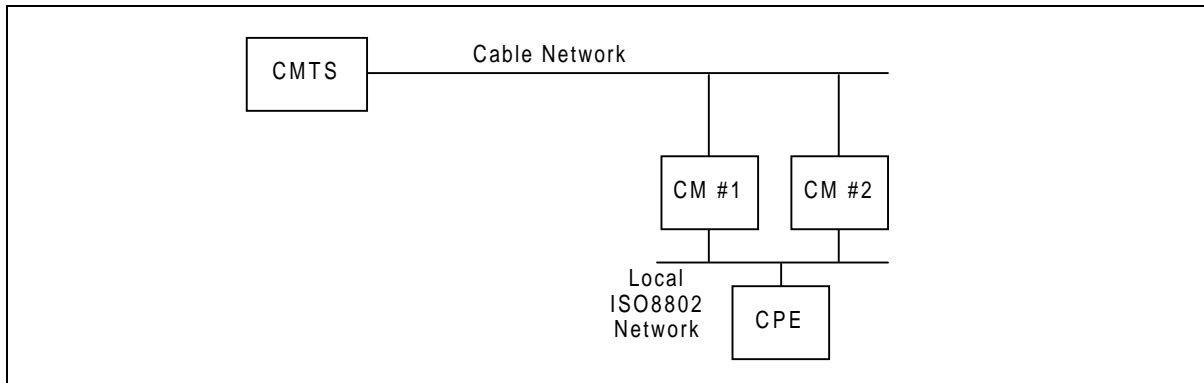 Cable Network
CMTS
CM #1
CM #2
Local
ISO8802
Network
CPE